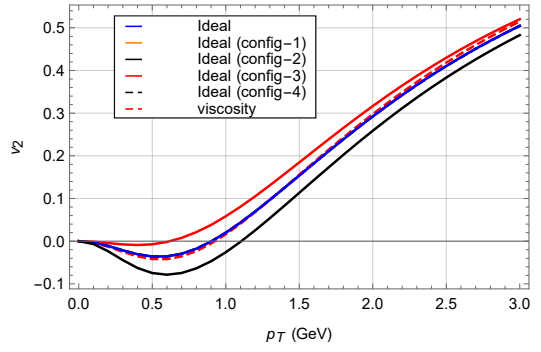 Ideal
Ideal (config-1)
Ideal (config-2)
Ideal (config-3)
Ideal (config-4)
viscosity
v2
0.5
0.4
0.3
0.2
0.1
0.0
-0.1
0.0 0.5 1.0 1.5 2.0 2.5 3.0
pT (GeV)